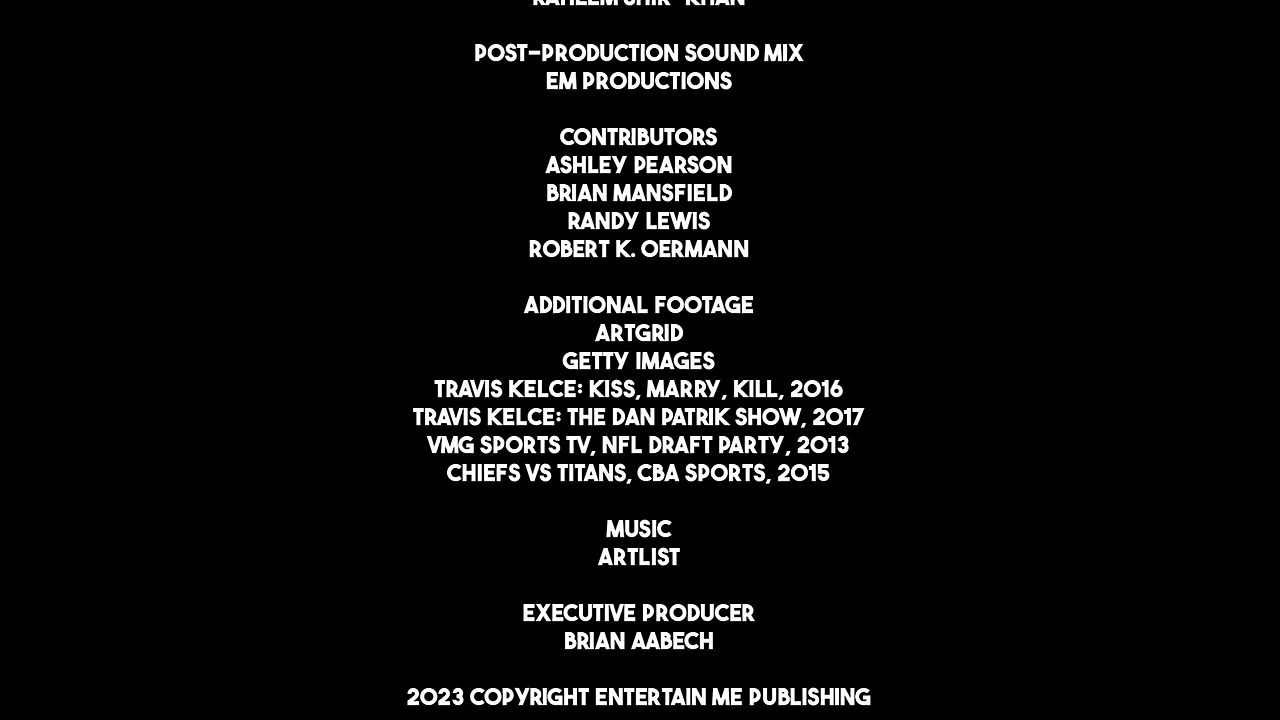 POST-PRODUCTION SOUND MIX
EM PRODUCTIONS
CONTRIBUTORS
ASHLEY PEARSON
BRIAN MANSFIELD
RANDY LEWIS
ROBERT K. OERMANN
ADDITIONAL FOOTAGE
ARTGRID
GETTY IMAGES
TRAVIS KELCE: KISS, MARRY, KILL, 2016
TRAVIS KELCE: THE DAN PATRIK SHOW, 2017
VMG SPORTS TV, NFL DRAFT PARTY, 2013
CHIEFS VS TITANS, CBA SPORTS, 2015
MUSIC
ARTLIST
EXECUTIVE PRODUCER
BRIAN AABECH
2023 COPYRIGHT ENTERTAIN ME PUBLISHING